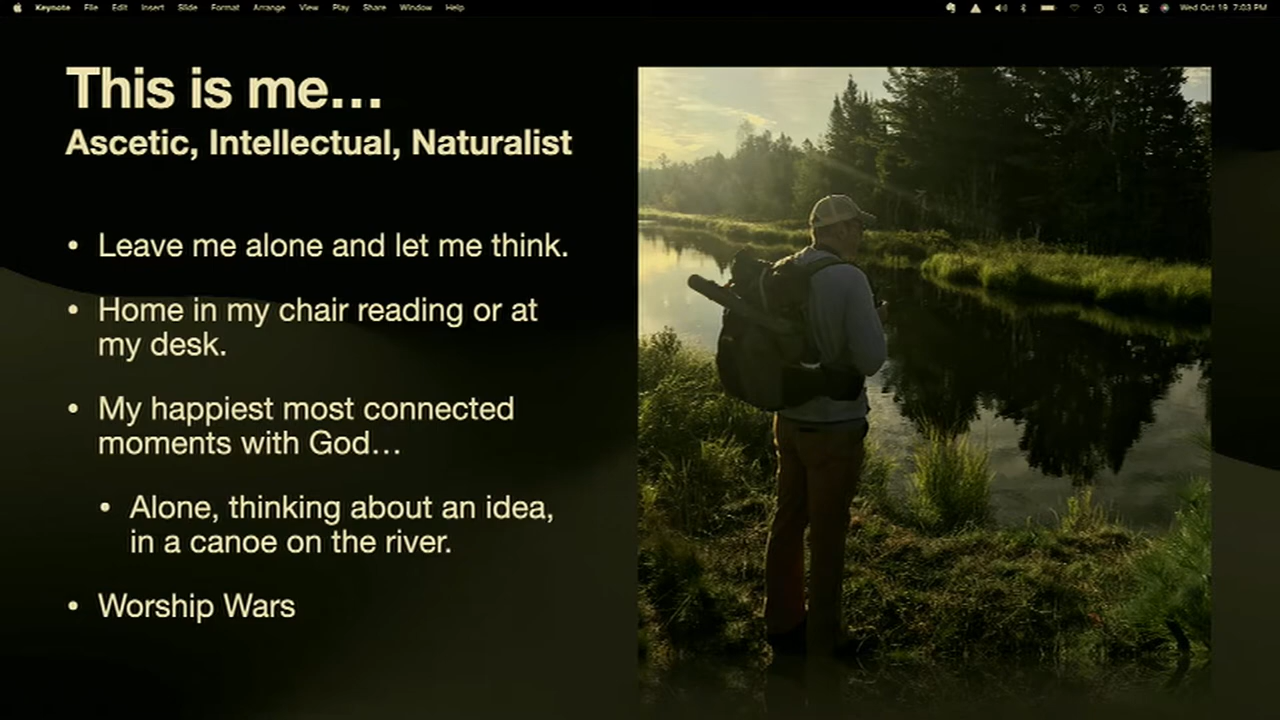 Keynote File Edit Insert Slide Format Arrange View Play Share Window Help Wed Oct 19 7:03 PM
This is me...
Ascetic, Intellectual, Naturalist
• Leave me alone and let me think.
• Home in my chair reading or at
my desk.
• My happiest most connected
moments with God...
• Alone, thinking about an idea,
in a canoe on the river.
• Worship Wars